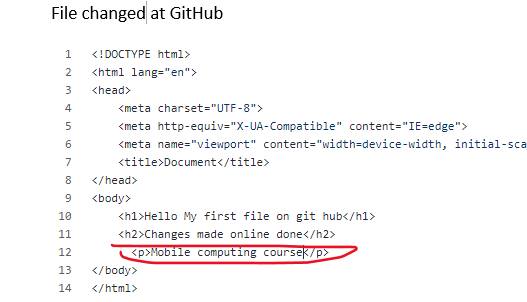 File changed at GitHub
1 <!DOCTYPE html>
2 <html lang="en">
3 <head>
4 <meta charset="UTF-8">
5 <meta http-equiv="X-UA-Compatible" content="IE=edge">
6 <meta name="viewport" content="width=device-width, initial-sca
7 <title>Document</title>
8 </head>
9 <body>
10 <h1>Hello My first file on git hub</h1>
11 <h2>Changes made online done</h2>
12 <p>Mobile computing course</p>
13 </body>
14 </html>